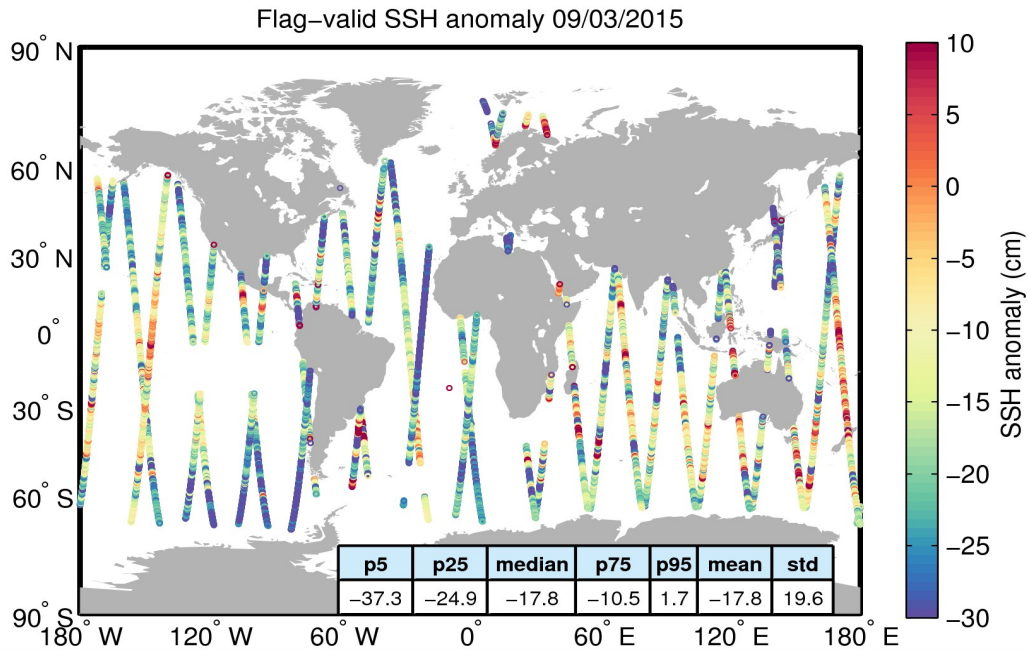 Flag−valid SSH anomaly 09/03/2015
90° N
60° N
30° N
0°
30° S
60° S
90° S
180° W 120° W 60° W 0° 60° E 120° E 180° E
p5 p25 median p75 p95 mean std
−37.3 −24.9 −17.8 −10.5 1.7 −17.8 19.6
10
5
0
−5
−10
−15
−20
−25
−30
SSH anomaly (cm)